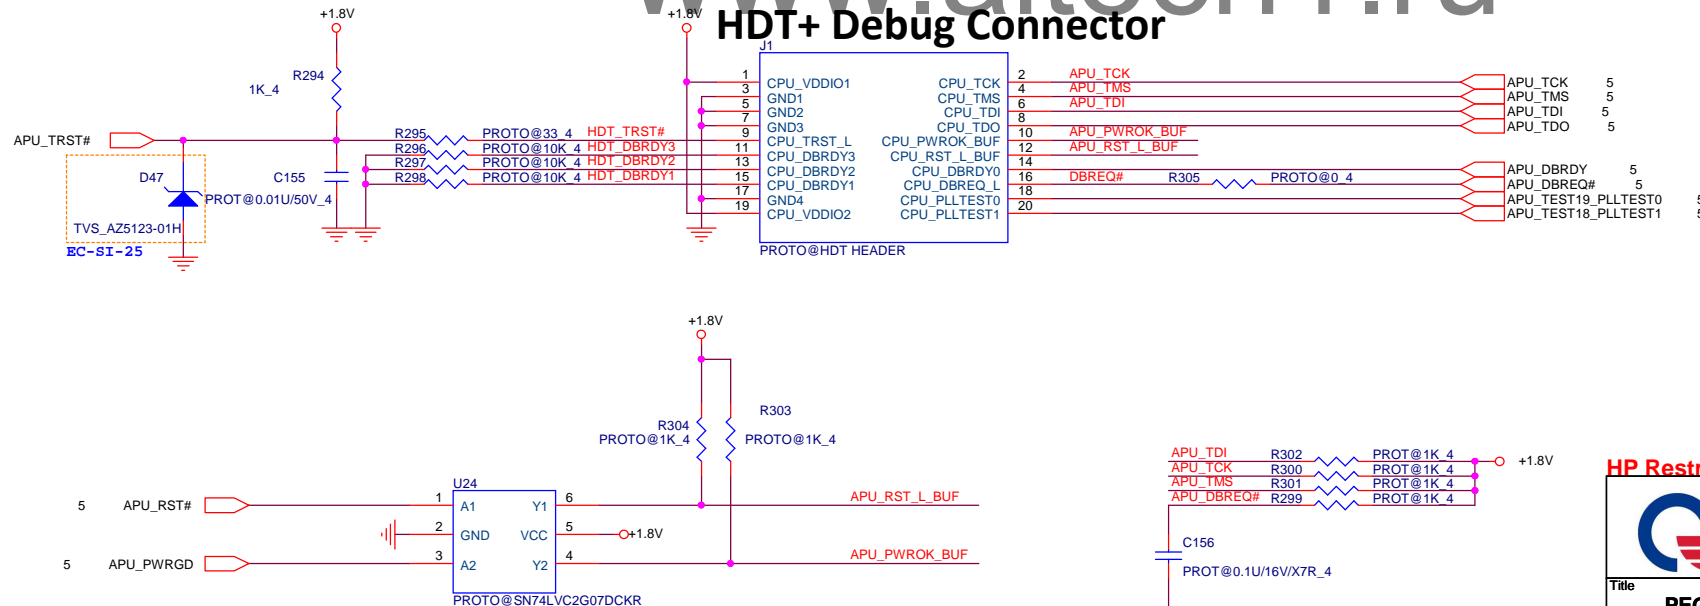 www.aitech1.ru
HDT+ Debug Connector
+1.8V
+1.8V
J1
R294
1K_4
APU_TRST#
R295 PROTO@33_4 HDT_TRST#
R296 PROTO@10K_4 HDT_DBRDY3
R297 PROTO@10K_4 HDT_DBRDY2
R298 PROTO@10K_4 HDT_DBRDY1
D47
C155
PROT@0.01U/50V_4
TVS_AZ5123-01H
EC-SI-25
1 CPU_VDDIO1 CPU_TCK 2 APU_TCK APU_TCK 5
3 GND1 CPU_TMS 4 APU_TMS APU_TMS 5
5 GND2 CPU_TDI 6 APU_TDI APU_TDI 5
7 GND3 CPU_TDO 8 APU_TDO 5
9 CPU_TRST_L CPU_PWROK_BUF 10 APU_PWROK_BUF
11 CPU_DBRDY3 CPU_RST_L_BUF 12 APU_RST_L_BUF
13 CPU_DBRDY2 CPU_DBRDY0 14 APU_DBRDY 5
15 CPU_DBRDY1 CPU_DBREQ_L 16 DBREQ# R305 PROTO@0_4 APU_DBREQ# 5
17 GND4 CPU_PLLTEST0 18 APU_TEST19_PLLTEST0 5
19 CPU_VDDIO2 CPU_PLLTEST1 20 APU_TEST18_PLLTEST1 5
PROTO@HDT HEADER
+1.8V
R303
R304
PROTO@1K_4 PROTO@1K_4
U24
5 APU_RST# 1 A1 Y1 6 APU_RST_L_BUF
2 GND VCC 5 +1.8V
5 APU_PWRGD 3 A2 Y2 4 APU_PWROK_BUF
PROTO@SN74LVC2G07DCKR
APU_TDI R302 PROT@1K_4 +1.8V
APU_TCK R300 PROT@1K_4
APU_TMS R301 PROT@1K_4
APU_DBREQ# R299 PROT@1K_4
C156
PROT@0.1U/16V/X7R_4
HP Restr
Title